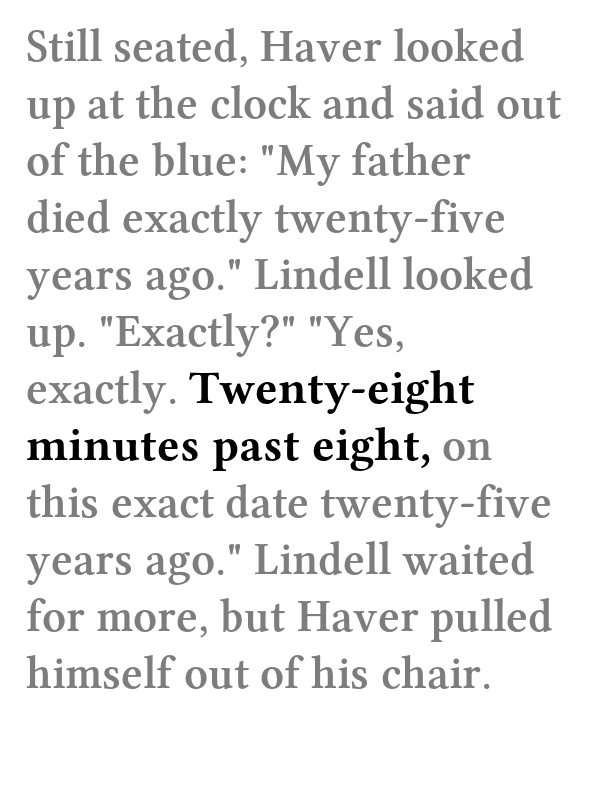 Still seated, Haver looked
up at the clock and said out
of the blue: "My father
died exactly twenty-five
years ago." Lindell looked
up. "Exactly?" "Yes,
exactly. Twenty-eight
minutes past eight, on
this exact date twenty-five
years ago." Lindell waited
for more, but Haver pulled
himself out of his chair.